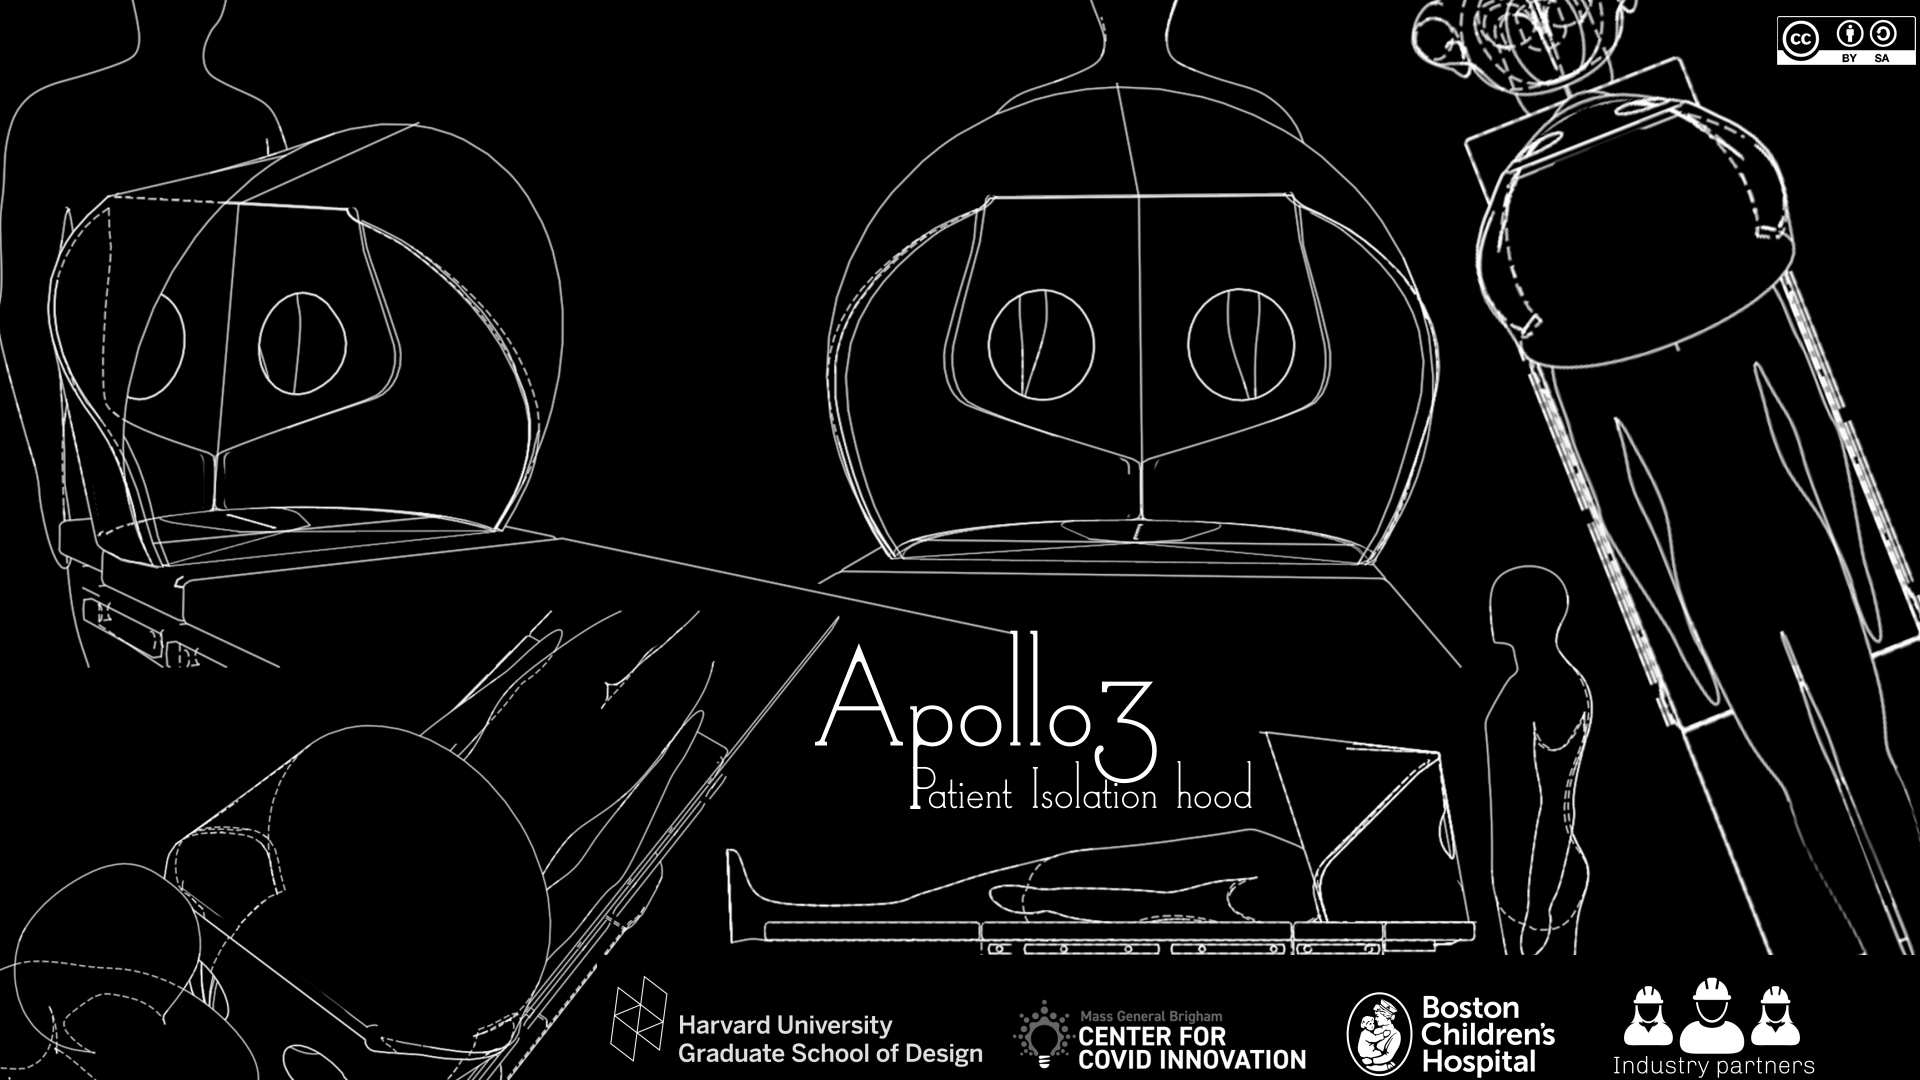 cc
BY SA
Apollo3
Patient Isolation hood
Harvard University
Graduate School of Design
Mass General Brigham
CENTER FOR
COVID INNOVATION
Boston
Children's
Hospital
Industry partners